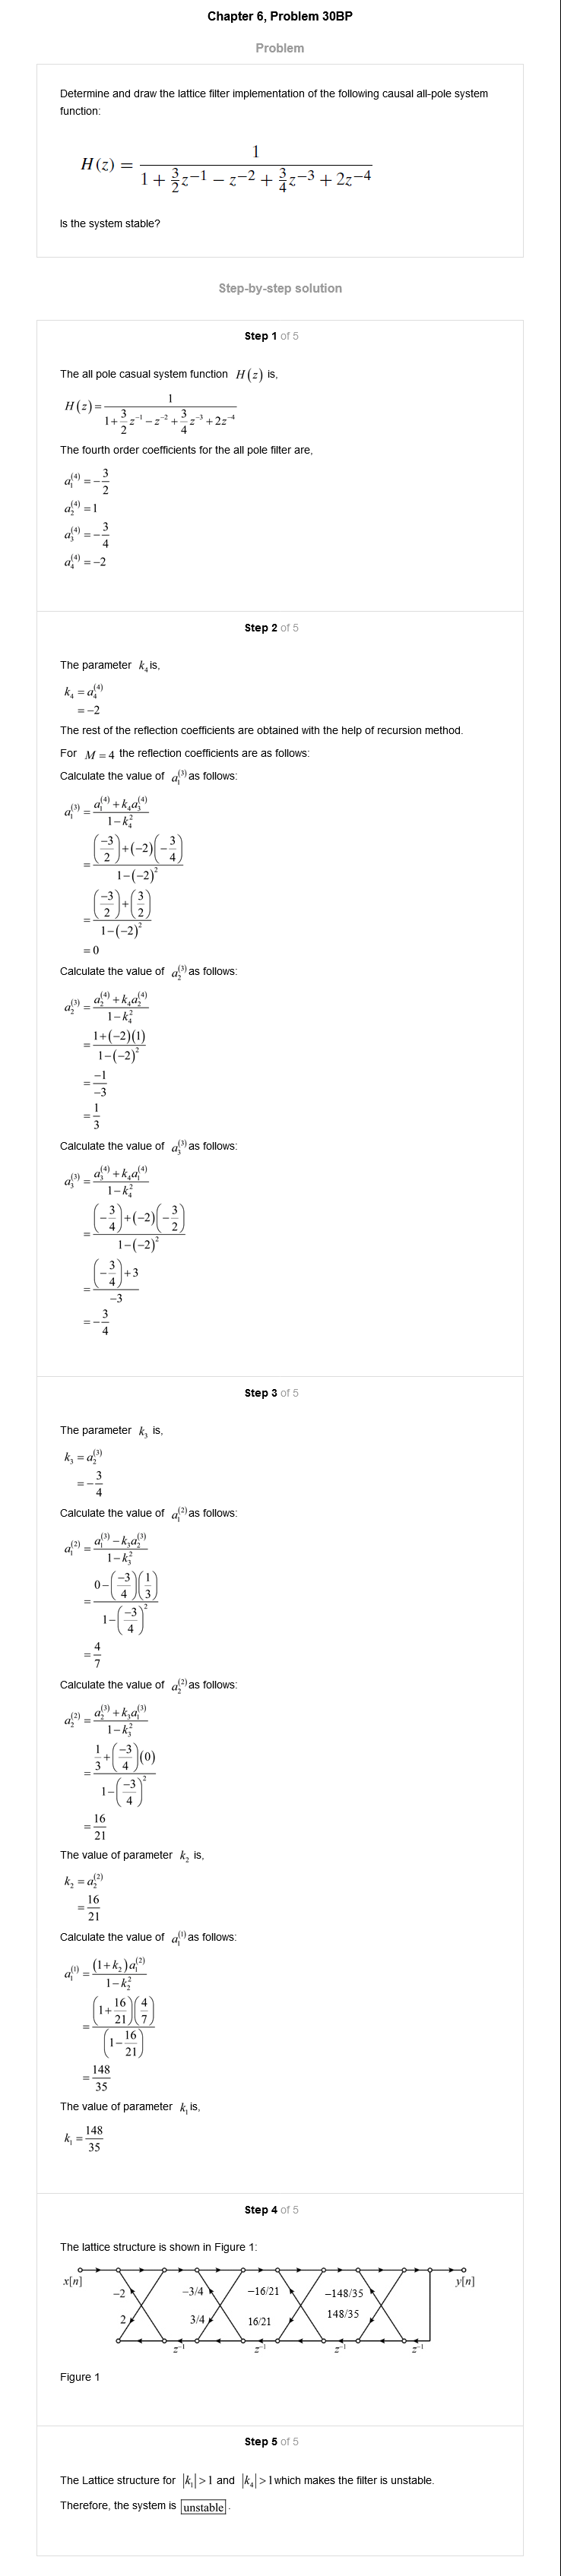 Chapter 6, Problem 30BP
Problem
Determine and draw the lattice filter implementation of the following causal all-pole system
function:
H(z) = \frac{1}{1 + \frac{3}{2}z^{-1} - z^{-2} + \frac{3}{4}z^{-3} + 2z^{-4}}
Is the system stable?
Step-by-step solution
Step 1 of 5
The all pole casual system function H(z) is,
H(z) = \frac{1}{1 + \frac{3}{2}z^{-1} - z^{-2} + \frac{3}{4}z^{-3} + 2z^{-4}}
The fourth order coefficients for the all pole filter are,
a_1^{(4)} = -\frac{3}{2}
a_2^{(4)} = 1
a_3^{(4)} = -\frac{3}{4}
a_4^{(4)} = -2
Step 2 of 5
The parameter k_4 is,
k_4 = a_4^{(4)}
= -2
The rest of the reflection coefficients are obtained with the help of recursion method.
For M = 4 the reflection coefficients are as follows:
Calculate the value of a_1^{(3)} as follows:
a_1^{(3)} = \frac{a_1^{(4)} + k_4 a_3^{(4)}}{1 - k_4^2}
= \frac{\left(\frac{-3}{2}\right) + (-2)\left(-\frac{3}{4}\right)}{1 - (-2)^2}
= \frac{\left(\frac{-3}{2}\right) + \left(\frac{3}{2}\right)}{1 - (-2)^2}
= 0
Calculate the value of a_2^{(3)} as follows:
a_2^{(3)} = \frac{a_2^{(4)} + k_4 a_2^{(4)}}{1 - k_4^2}
= \frac{1 + (-2)(1)}{1 - (-2)^2}
= \frac{-1}{-3}
= \frac{1}{3}
Calculate the value of a_3^{(3)} as follows:
a_3^{(3)} = \frac{a_3^{(4)} + k_4 a_1^{(4)}}{1 - k_4^2}
= \frac{\left(-\frac{3}{4}\right) + (-2)\left(-\frac{3}{2}\right)}{1 - (-2)^2}
= \frac{\left(-\frac{3}{4}\right) + 3}{-3}
= -\frac{3}{4}
Step 3 of 5
The parameter k_3 is,
k_3 = a_2^{(3)}
= -\frac{3}{4}
Calculate the value of a_1^{(2)} as follows:
a_1^{(2)} = \frac{a_1^{(3)} - k_3 a_2^{(3)}}{1 - k_3^2}
= \frac{0 - \left(\frac{-3}{4}\right)\left(\frac{1}{3}\right)}{1 - \left(\frac{-3}{4}\right)^2}
= \frac{4}{7}
Calculate the value of a_2^{(2)} as follows:
a_2^{(2)} = \frac{a_2^{(3)} + k_3 a_1^{(3)}}{1 - k_3^2}
= \frac{\frac{1}{3} + \left(\frac{-3}{4}\right)(0)}{1 - \left(\frac{-3}{4}\right)^2}
= \frac{16}{21}
The value of parameter k_2 is,
k_2 = a_2^{(2)}
= \frac{16}{21}
Calculate the value of a_1^{(1)} as follows:
a_1^{(1)} = \frac{(1 + k_2) a_1^{(2)}}{1 - k_2^2}
= \frac{\left(1 + \frac{16}{21}\right)\left(\frac{4}{7}\right)}{\left(1 - \frac{16}{21}\right)}
= \frac{148}{35}
The value of parameter k_1 is,
k_1 = \frac{148}{35}
Step 4 of 5
The lattice structure is shown in Figure 1:
x[n] y[n]
-2 -3/4 -16/21 -148/35
2 3/4 16/21 148/35
z^{-1} z^{-1} z^{-1} z^{-1}
Figure 1
Step 5 of 5
The Lattice structure for |k_1| > 1 and |k_4| > 1 which makes the filter is unstable.
Therefore, the system is unstable.